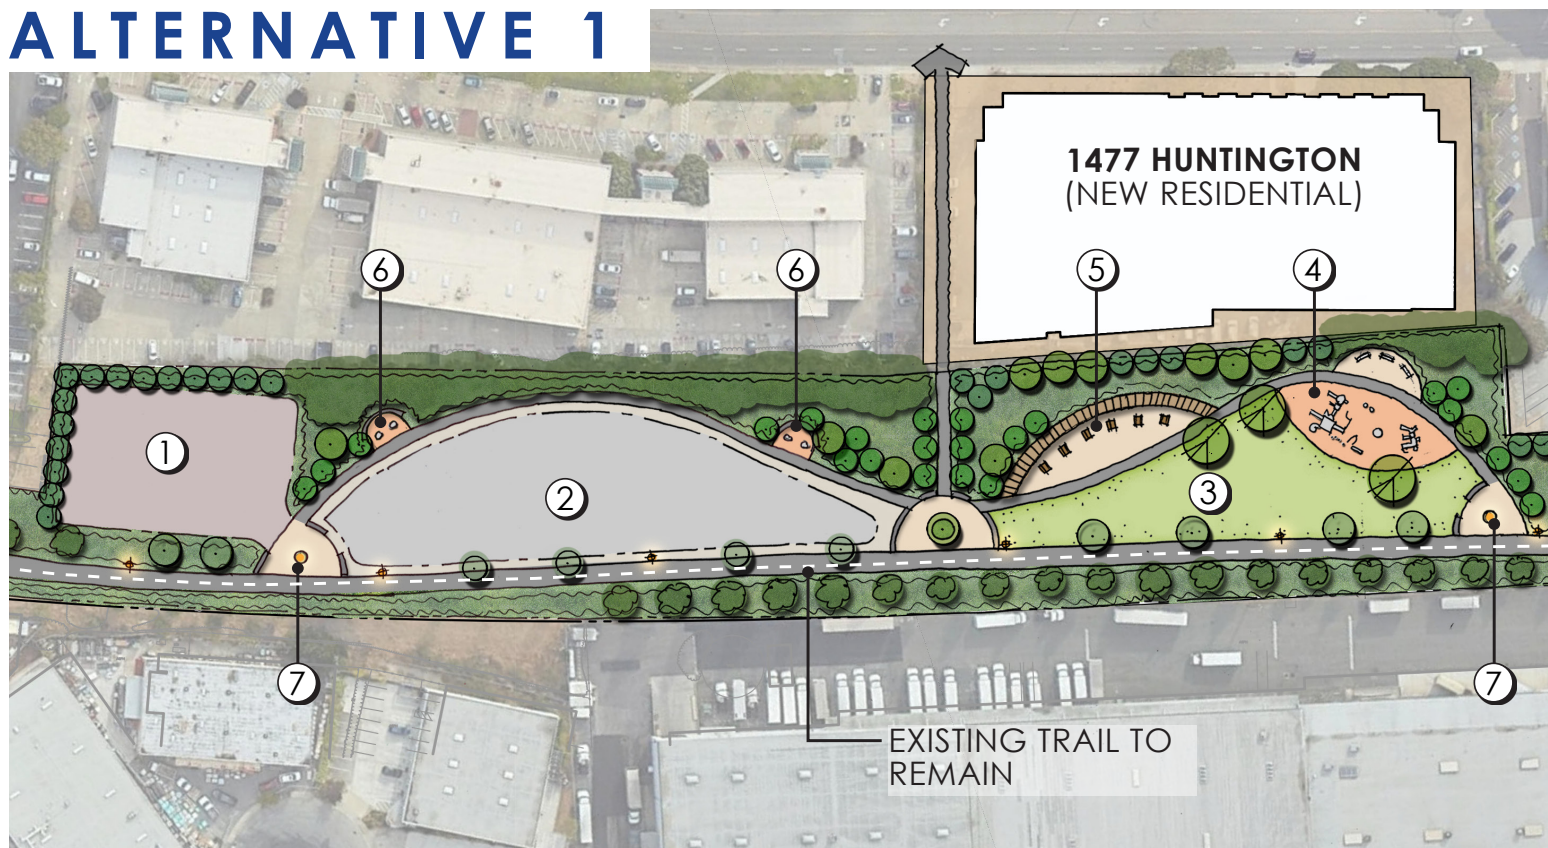 ALTERNATIVE 1
1477 HUNTINGTON
(NEW RESIDENTIAL)
6
6
5
4
1
2
3
7
7
EXISTING TRAIL TO
REMAIN